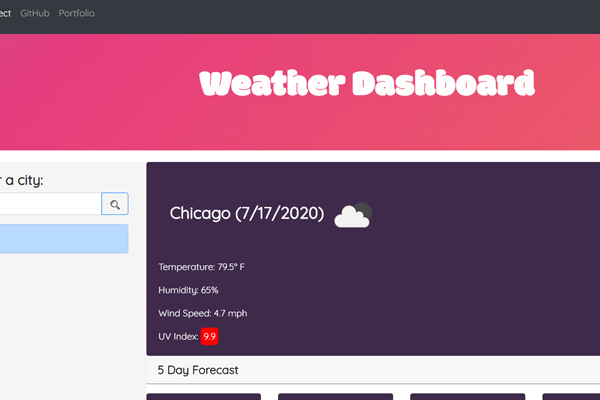 ect GitHub Portfolio
Weather Dashboard
r a city:
Chicago (7/17/2020)
Temperature: 79.5° F
Humidity: 65%
Wind Speed: 4.7 mph
UV Index: 9.9
5 Day Forecast